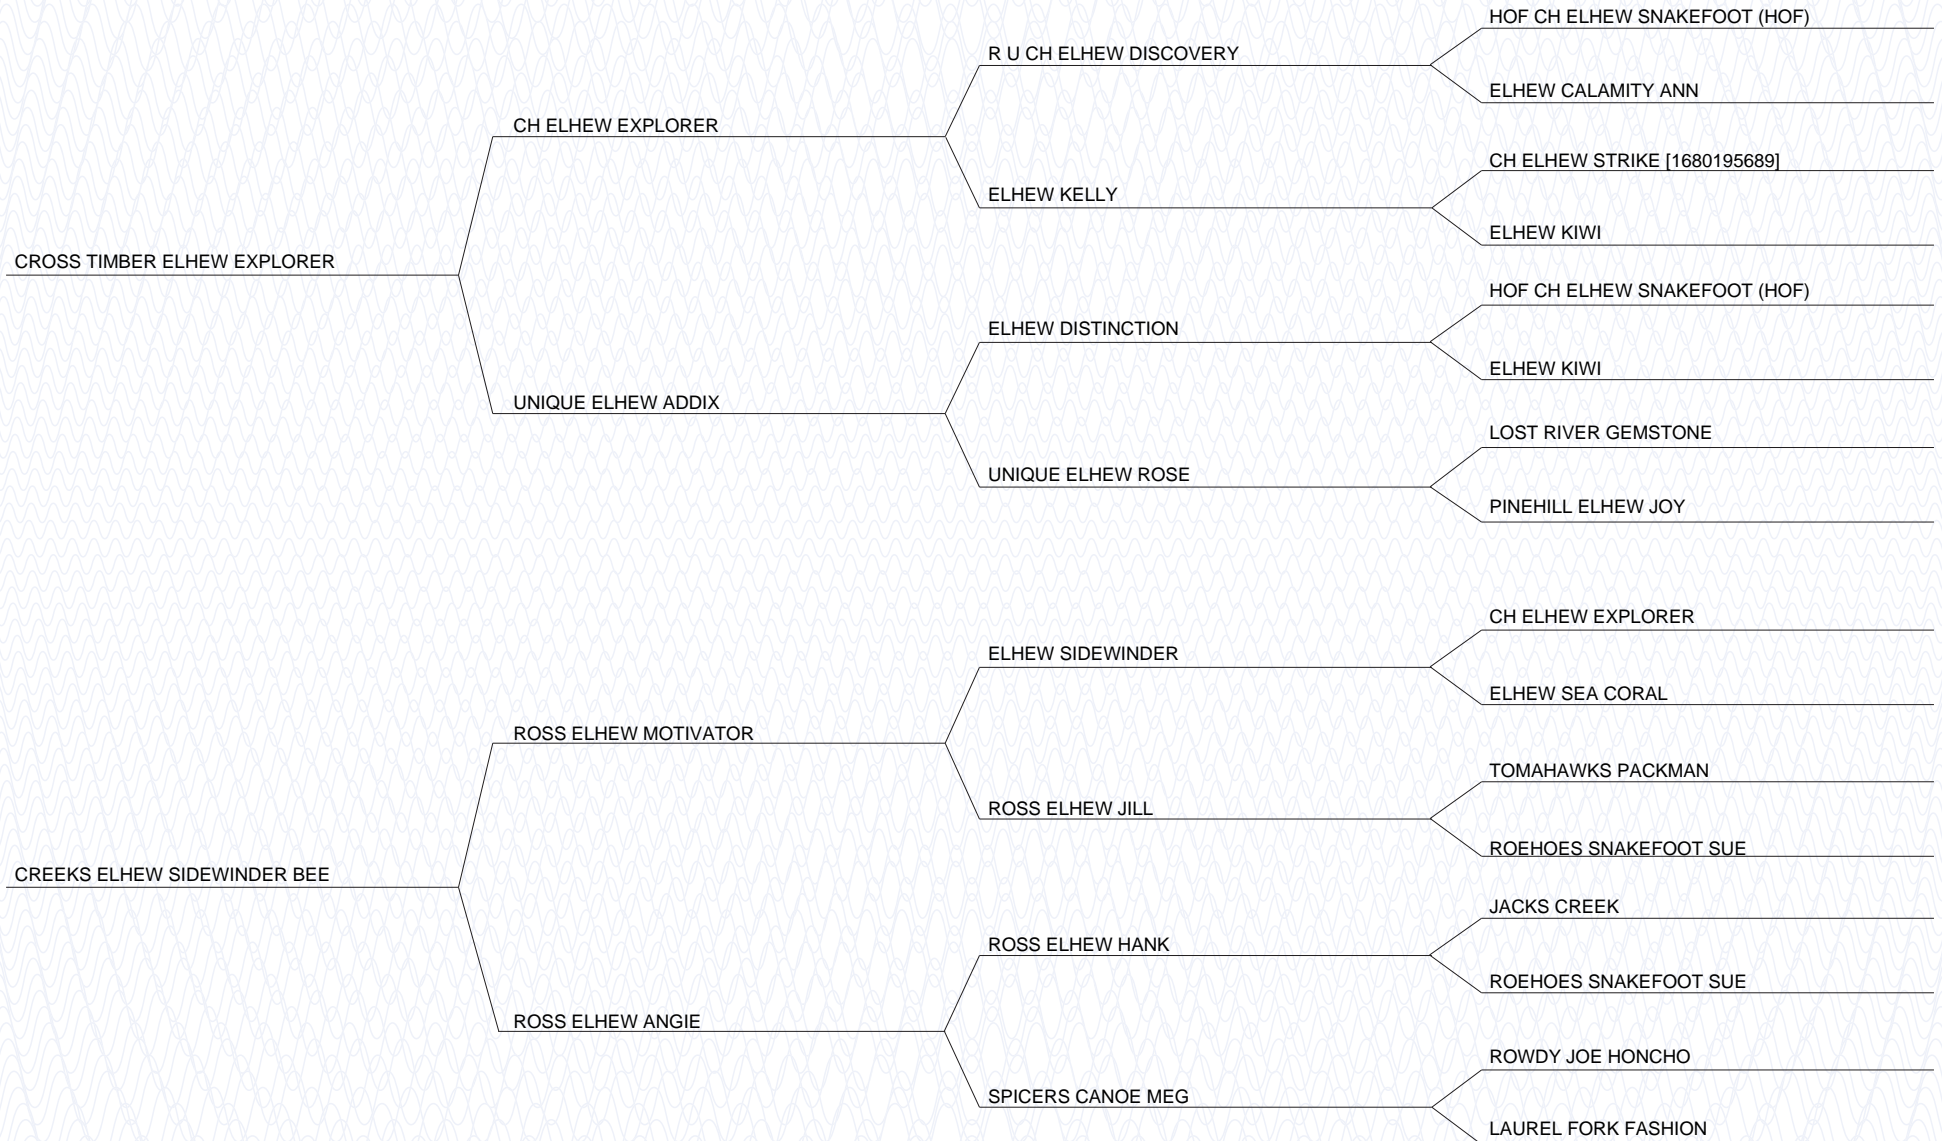 HOF CH ELHEW SNAKEFOOT (HOF)
R U CH ELHEW DISCOVERY
ELHEW CALAMITY ANN
CH ELHEW EXPLORER
CH ELHEW STRIKE [1680195689]
ELHEW KELLY
ELHEW KIWI
CROSS TIMBER ELHEW EXPLORER
HOF CH ELHEW SNAKEFOOT (HOF)
ELHEW DISTINCTION
ELHEW KIWI
UNIQUE ELHEW ADDIX
LOST RIVER GEMSTONE
UNIQUE ELHEW ROSE
PINEHILL ELHEW JOY
CH ELHEW EXPLORER
ELHEW SIDEWINDER
ELHEW SEA CORAL
ROSS ELHEW MOTIVATOR
TOMAHAWKS PACKMAN
ROSS ELHEW JILL
ROEHOES SNAKEFOOT SUE
CREEKS ELHEW SIDEWINDER BEE
JACKS CREEK
ROSS ELHEW HANK
ROEHOES SNAKEFOOT SUE
ROSS ELHEW ANGIE
ROWDY JOE HONCHO
SPICERS CANOE MEG
LAUREL FORK FASHION